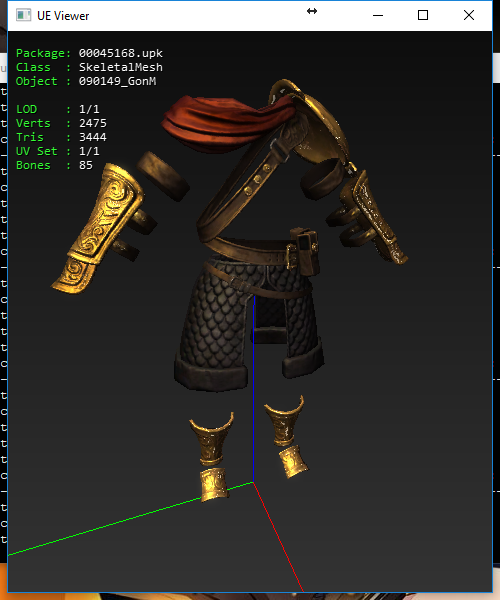 UE Viewer
Package: 00045168.upk
Class : SkeletalMesh
Object : 090149_GonM
LOD : 1/1
Verts : 2475
Tris : 3444
UV Set : 1/1
Bones : 85